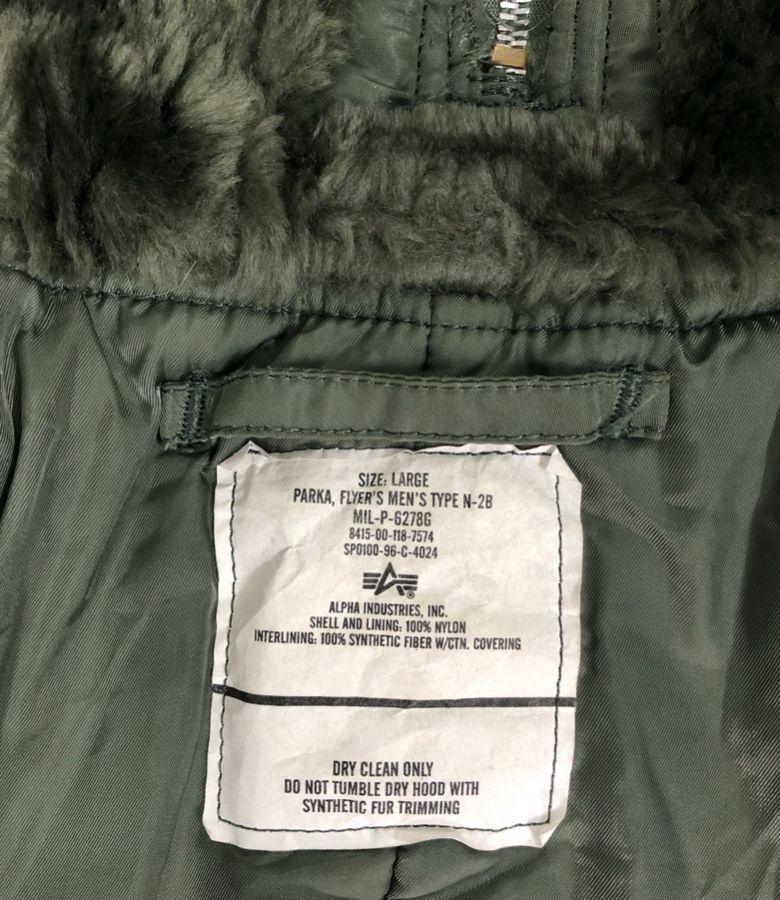 SIZE: LARGE
PARKA, FLYER'S MEN'S TYPE N-2B
MIL-P-6278G
8415-00-118-7574
SP0100-96-C-4024
ALPHA INDUSTRIES, INC.
SHELL AND LINING: 100% NYLON
INTERLINING: 100% SYNTHETIC FIBER W/CTN. COVERING
DRY CLEAN ONLY
DO NOT TUMBLE DRY HOOD WITH
SYNTHETIC FUR TRIMMING